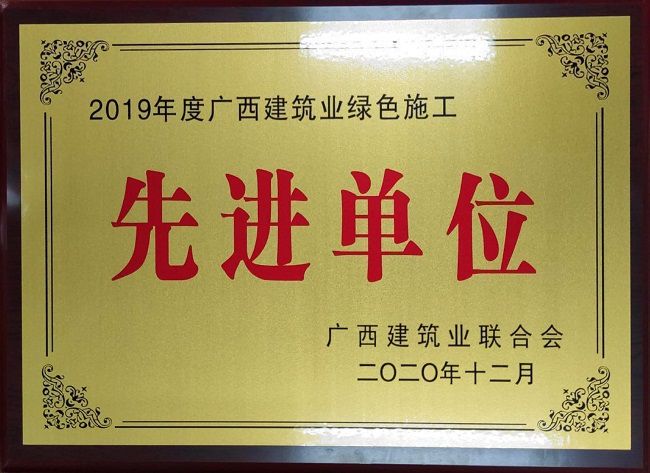 2019年度广西建筑业绿色施工
先进单位
广西建筑业联合会
二〇二〇年十二月